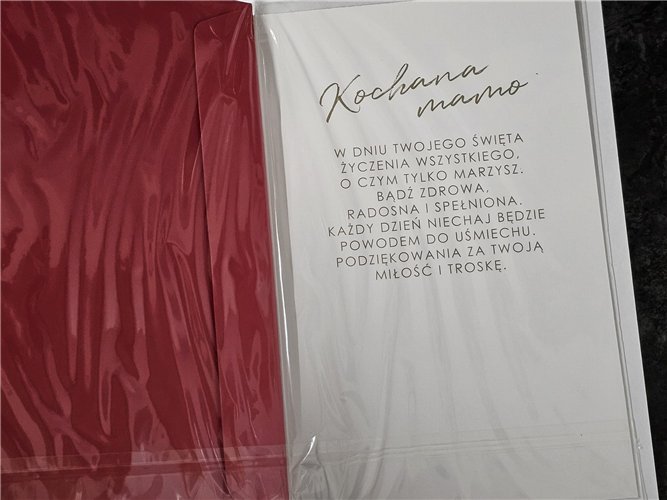 Kochana
mamo
W DNIU TWOJEGO ŚWIĘTA
ŻYCZENIA WSZYSTKIEGO,
O CZYM TYLKO MARZYSZ.
BĄDŹ ZDROWA,
RADOSNA I SPEŁNIONA.
KAŻDY DZIEŃ NIECHAJ BĘDZIE
POWODEM DO UŚMIECHU.
PODZIĘKOWANIA ZA TWOJĄ
MIŁOŚĆ I TROSKĘ.